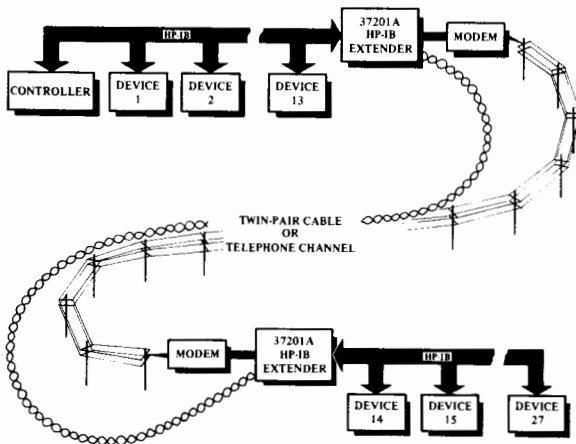 37201A
HP-IB
EXTENDER
MODEM
HP-IB
CONTROLLER
DEVICE
1
DEVICE
2
DEVICE
13
TWIN-PAIR CABLE
OR
TELEPHONE CHANNEL
MODEM
37201A
HP-IB
EXTENDER
HP-IB
DEVICE
14
DEVICE
15
DEVICE
27